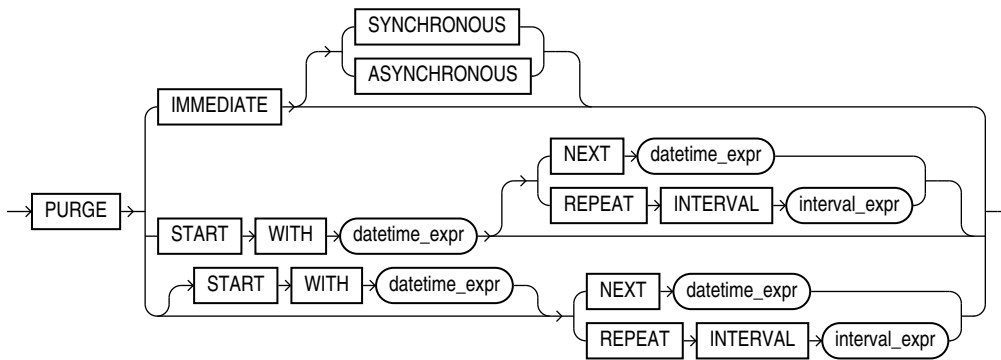 SYNCHRONOUS
ASYNCHRONOUS
IMMEDIATE
NEXT datetime_expr
REPEAT INTERVAL interval_expr
PURGE
START WITH datetime_expr
START WITH datetime_expr
NEXT datetime_expr
REPEAT INTERVAL interval_expr